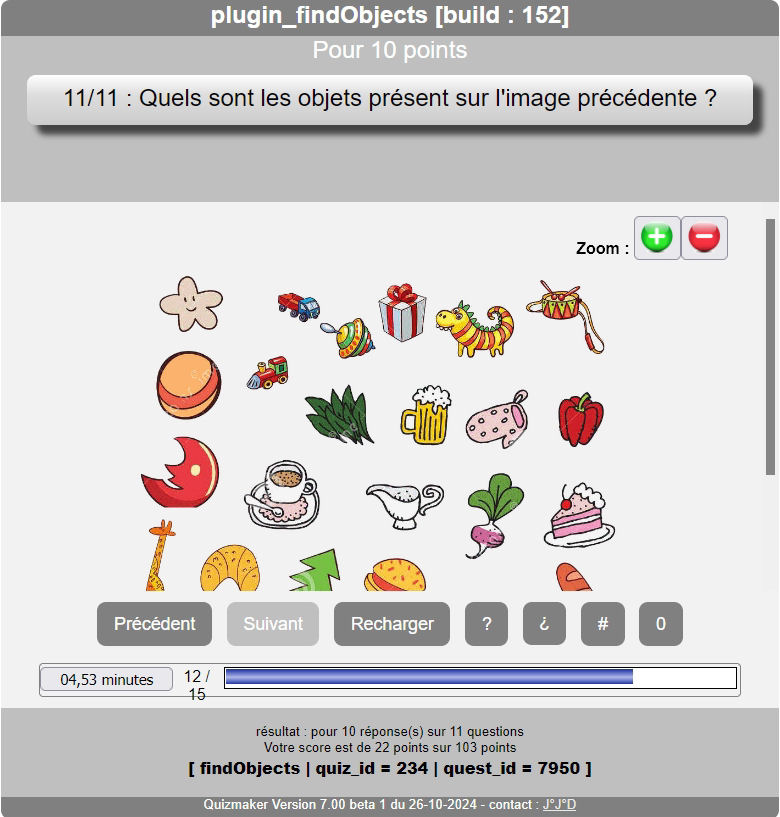 plugin_findObjects [build : 152]
Pour 10 points
11/11 : Quels sont les objets présent sur l'image précédente ?
Zoom :
Précédent Suivant Recharger ? ¿ # 0
04,53 minutes 12 /
15
résultat : pour 10 réponse(s) sur 11 questions
Votre score est de 22 points sur 103 points
[ findObjects | quiz_id = 234 | quest_id = 7950 ]
Quizmaker Version 7.00 beta 1 du 26-10-2024 - contact : J°J°D